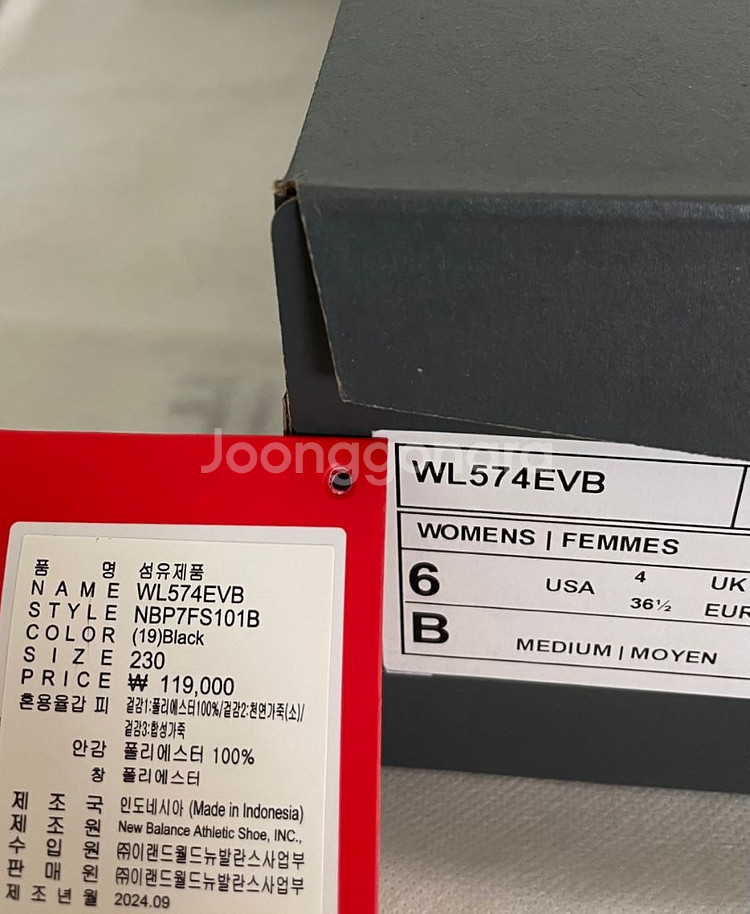 Joonggonara
WL574EVB
WOMENS | FEMMES
6 USA 4 UK
36½ EUR
B MEDIUM | MOYEN
품 명 섬유제품
NAME WL574EVB
STYLE NBP7FS101B
COLOR (19)Black
SIZE 230
PRICE ₩ 119,000
혼용율갑 피 겉감1:폴리에스터100%/겉감2:천연가죽(소)/
겉감3:합성가죽
안감 폴리에스터 100%
창 폴리에스터
제 조 국 인도네시아 (Made in Indonesia)
제 조 원 New Balance Athletic Shoe, INC.,
수 입 원 ㈜이랜드월드뉴발란스사업부
판 매 원 ㈜이랜드월드뉴발란스사업부
제조년월 2024.09